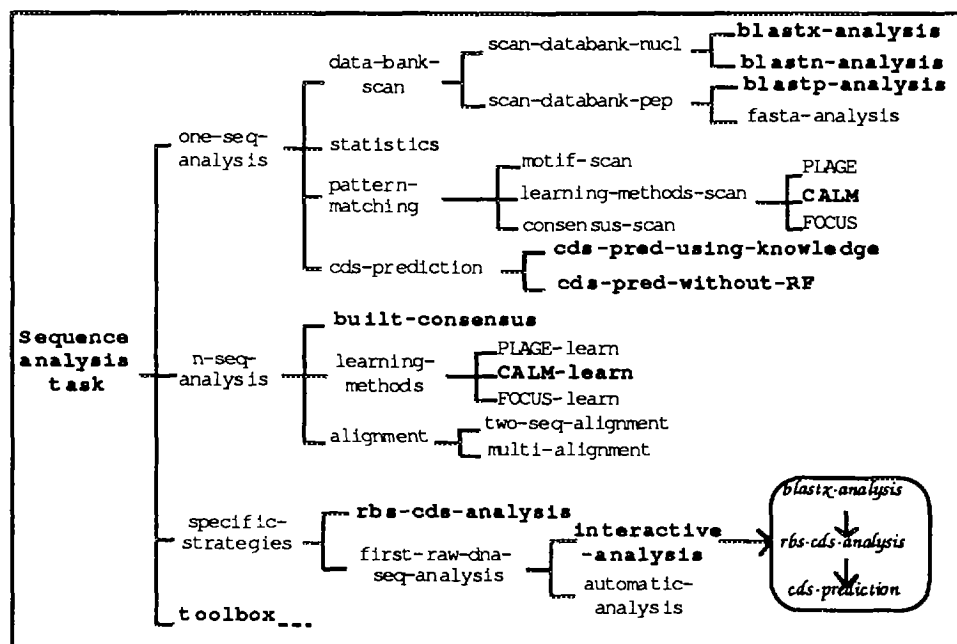 blastx-analysis
scan-databank-nucl
data-bank-
scan
blastn-analysis
blastp-analysis
scan-databank-pep
fasta-analysis
one-seq-
analysis
statistics
motif-scan
PLAGE
pattern-
matching
learning-methods-scan
CALM
consensus-scan
FOCUS
cds-pred-using-knowledge
cds-prediction
cds-pred-without-RF
built-consensus
Sequence
analysis
task
n-seq-
analysis
learning-
methods
PLAGE-learn
CALM-learn
FOCUS-learn
alignment
two-seq-alignment
multi-alignment
specific-
strategies
rbs-cds-analysis
first-raw-dna-
seq-analysis
interactive
-analysis
automatic-
analysis
blastx-analysis
rbs-cds-analysis
cds-prediction
toolbox